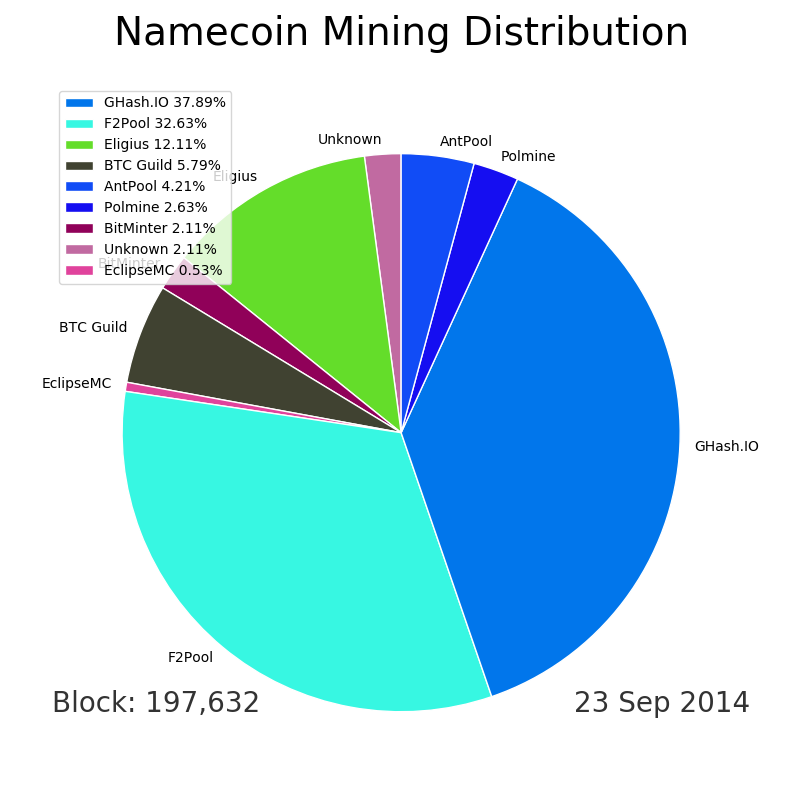 Namecoin Mining Distribution
GHash.IO 37.89%
F2Pool 32.63%
Eligius 12.11%
BTC Guild 5.79%
AntPool 4.21%
Polmine 2.63%
BitMinter 2.11%
Unknown 2.11%
EclipseMC 0.53%
Unknown
AntPool
Polmine
Eligius
BitMinter
BTC Guild
EclipseMC
GHash.IO
F2Pool
Block: 197,632
23 Sep 2014